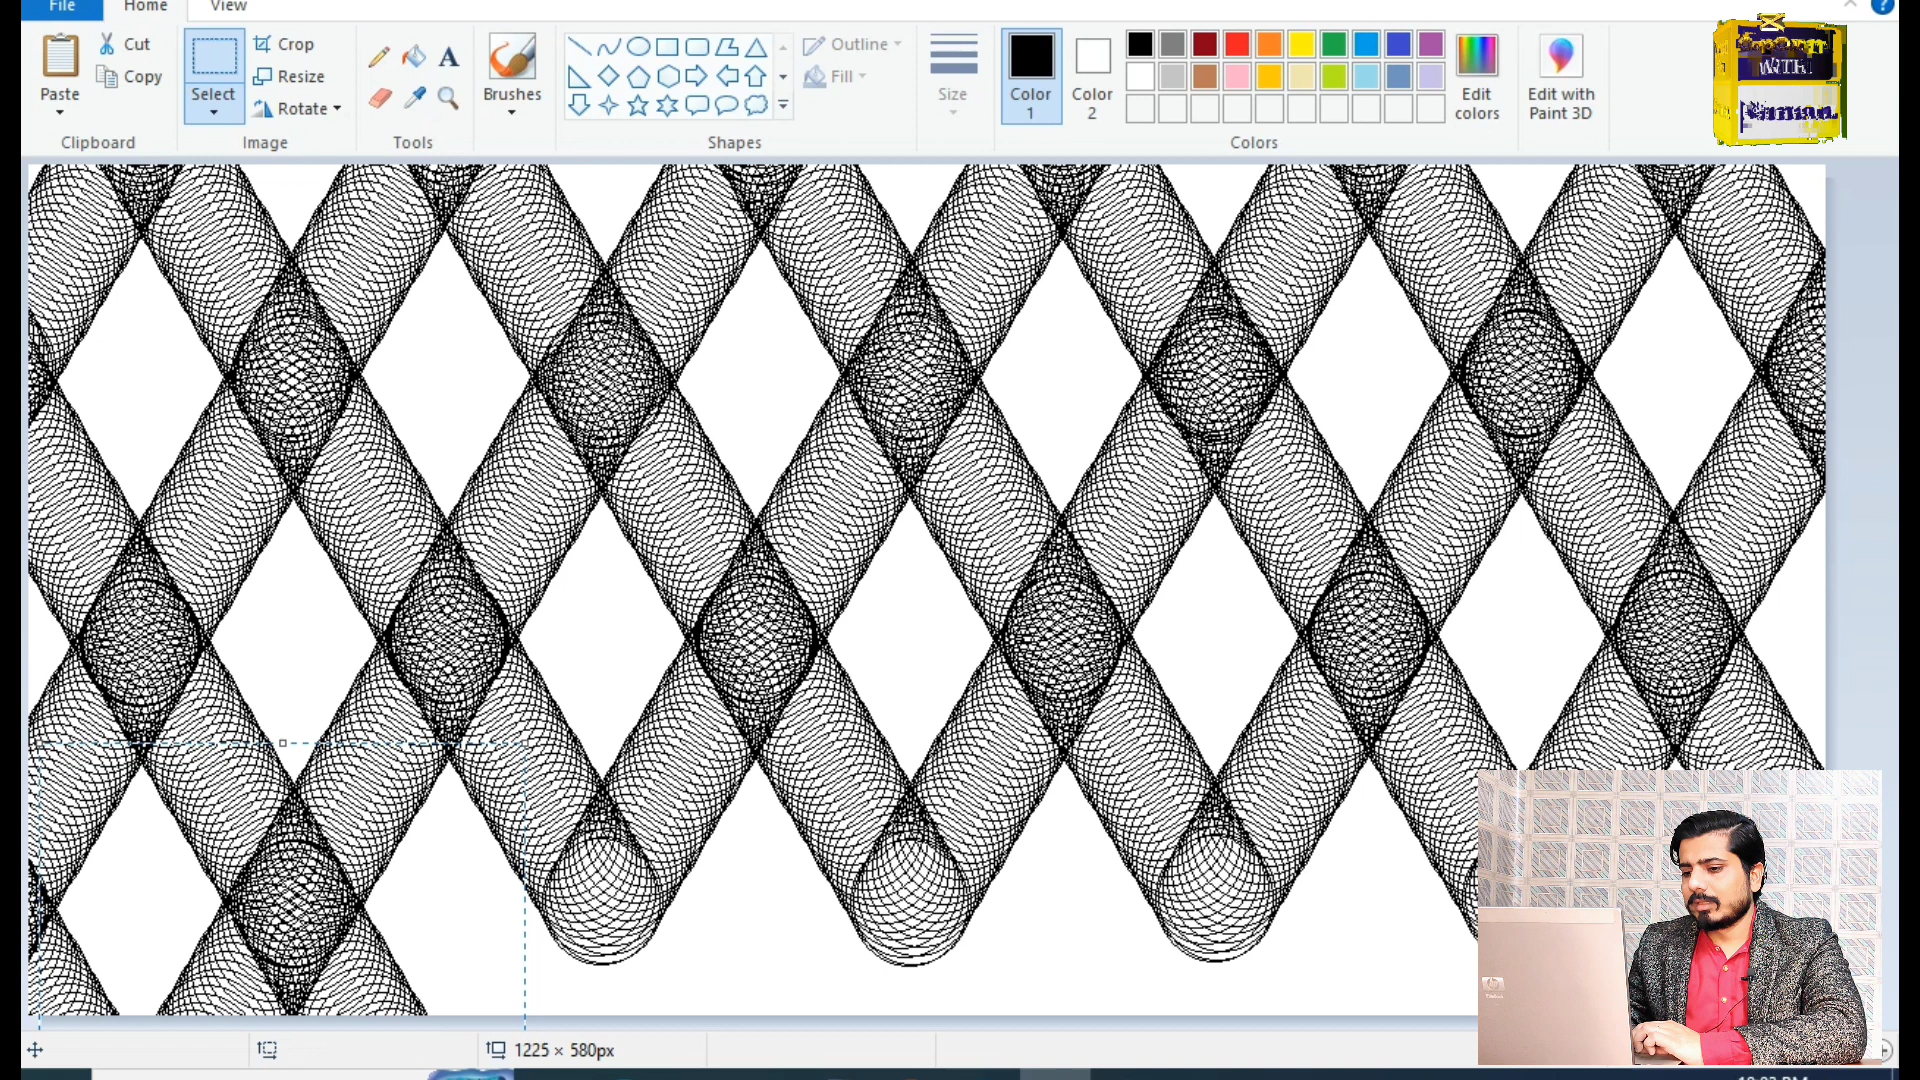 File
Home
View
Cut
Copy
Paste
Clipboard
Select
Crop
Resize
Rotate
Image
A
Tools
Brushes
Outline
Fill
Shapes
Size
Color
1
Color
2
Edit
colors
Colors
Edit with
Paint 3D
WITH
1225 × 580px